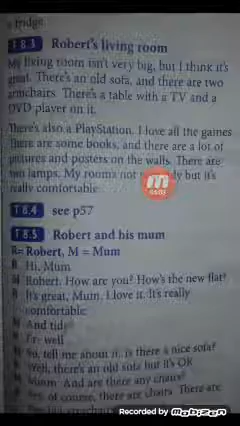 a fridge.
T 8.3 Robert's living room
My living room isn't very big, but I think it's
great. There's an old sofa, and there are two
armchairs. There's a table with a TV and a
DVD player on it.
There's also a PlayStation. I love all the games
There are some books, and there are a lot of
pictures and posters on the walls. There are
two lamps. My room's not dy but it's
really comfortable
T 8.4 see p57
T 8.5 Robert and his mum
R= Robert, M = Mum
R Hi, Mum.
M Robert. How are you? How's the new flat?
R It's great, Mum. I love it. It's really
comfortable.
M And tidy
R Er- well
M So, tell me about it. is there a nice sofa?
Well, there's an old sofa but it's OK
Mmm. And are there any chairs?
Yes, of course, there are chairs. There are
armchairs
Recorded by mobizen